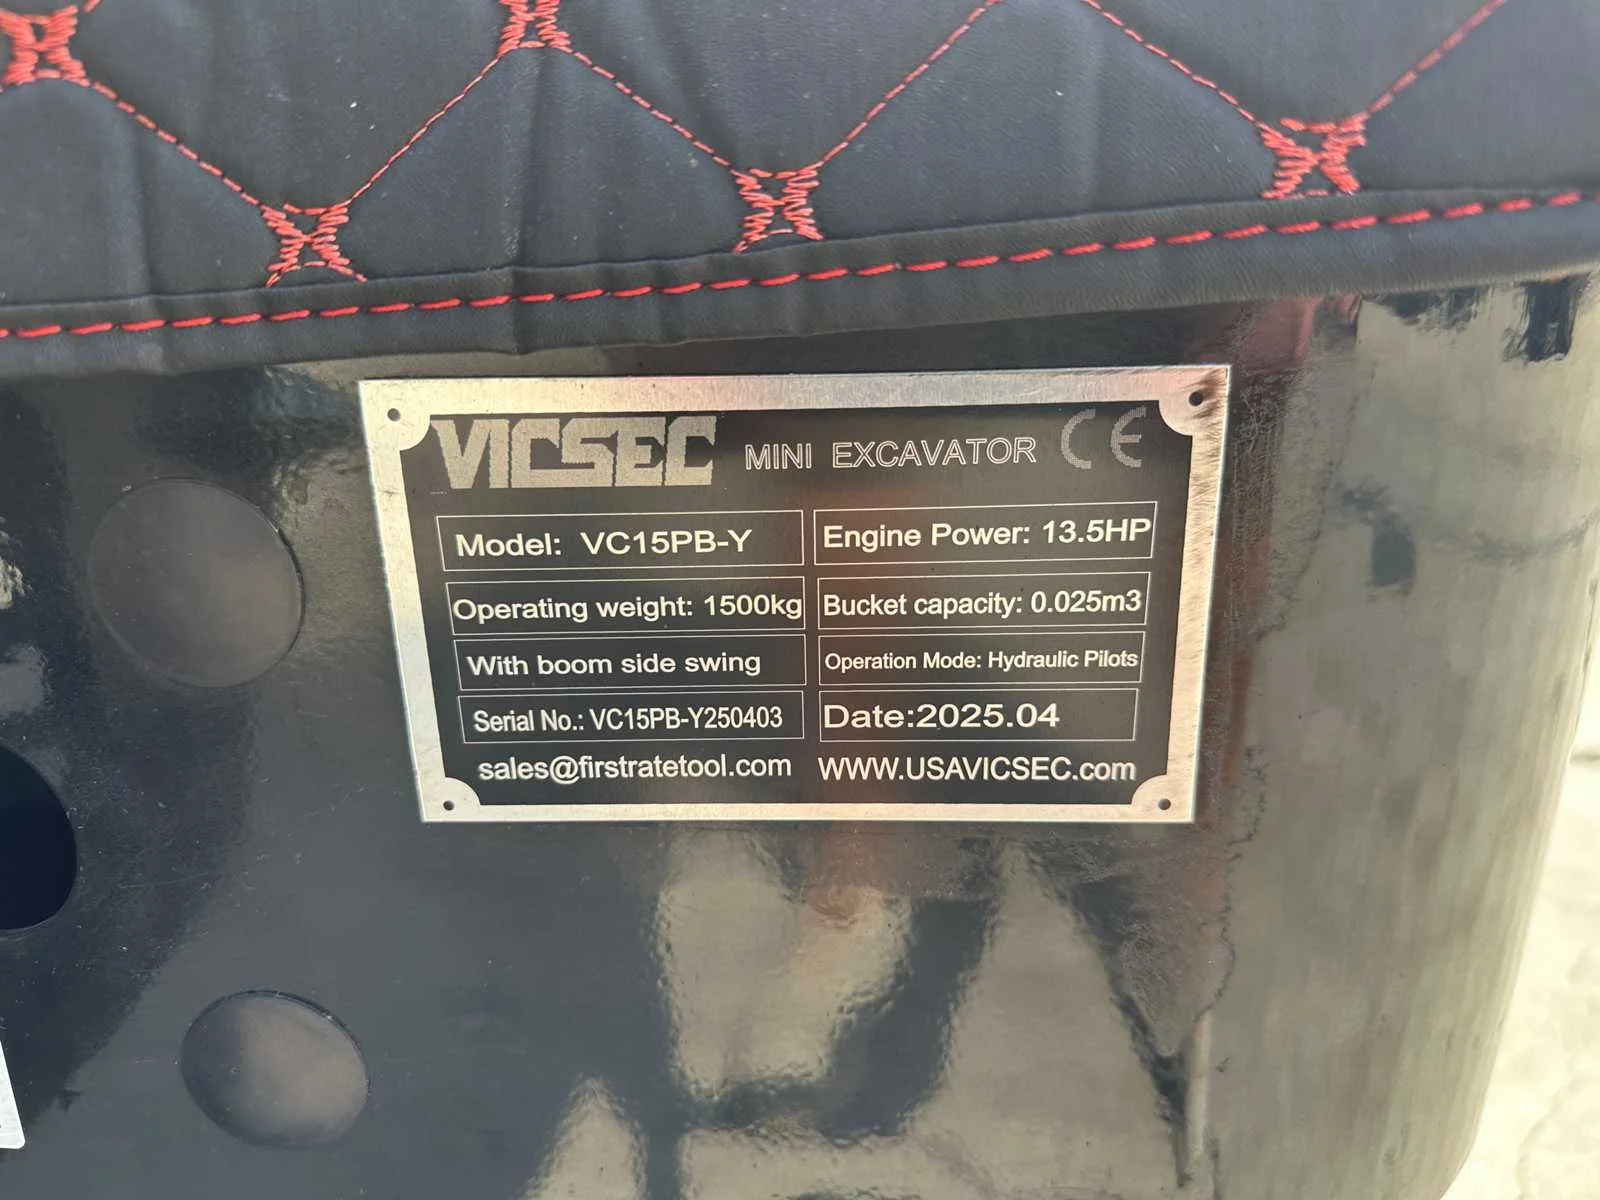 VICSEC MINI EXCAVATOR CE
Model: VC15PB-Y
Engine Power: 13.5HP
Operating weight: 1500kg
Bucket capacity: 0.025m3
With boom side swing
Operation Mode: Hydraulic Pilots
Serial No.: VC15PB-Y250403
Date:2025.04
sales@firstratetool.com
WWW.USAVICSEC.com